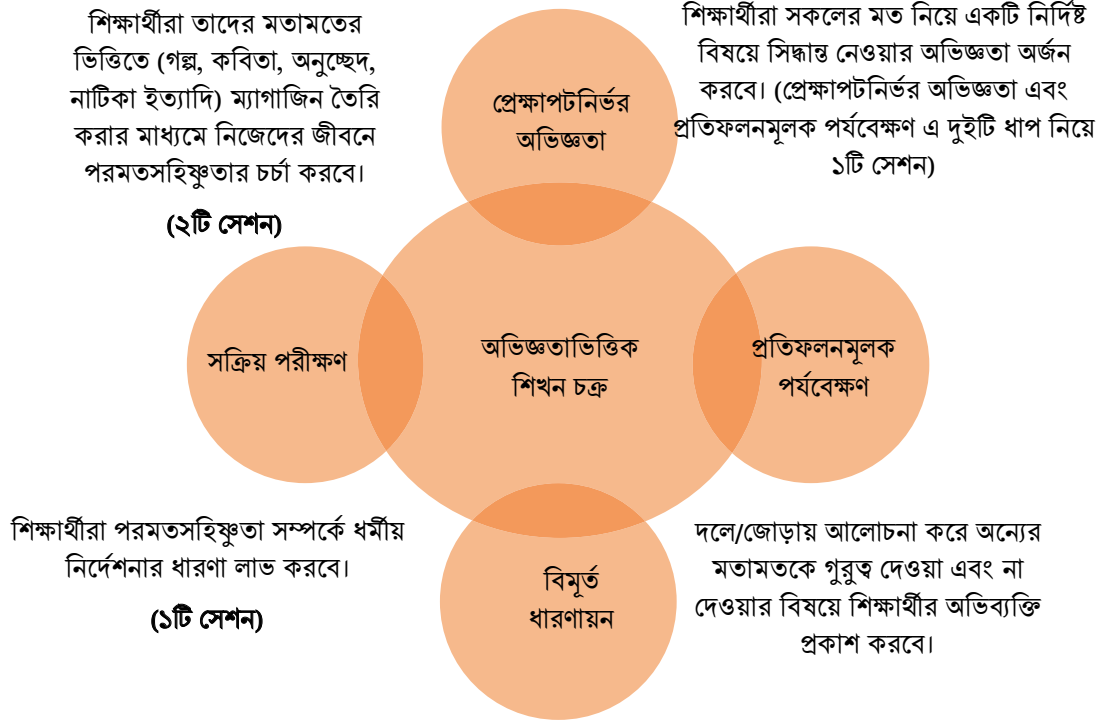 শিক্ষার্থীরা তাদের মতামতের
ভিত্তিতে (গল্প, কবিতা, অনুচ্ছেদ,
নাটিকা ইত্যাদি) ম্যাগাজিন তৈরি
করার মাধ্যমে নিজেদের জীবনে
পরমতসহিষ্ণুতার চর্চা করবে।
(২টি সেশন)
প্রেক্ষাপটনির্ভর
অভিজ্ঞতা
শিক্ষার্থীরা সকলের মত নিয়ে একটি নির্দিষ্ট
বিষয়ে সিদ্ধান্ত নেওয়ার অভিজ্ঞতা অর্জন
করবে। (প্রেক্ষাপটনির্ভর অভিজ্ঞতা এবং
প্রতিফলনমূলক পর্যবেক্ষণ এ দুইটি ধাপ নিয়ে
১টি সেশন)
সক্রিয় পরীক্ষণ
অভিজ্ঞতাভিত্তিক
শিখন চক্র
প্রতিফলনমূলক
পর্যবেক্ষণ
শিক্ষার্থীরা পরমতসহিষ্ণুতা সম্পর্কে ধর্মীয়
নির্দেশনার ধারণা লাভ করবে।
(১টি সেশন)
বিমূর্ত
ধারণায়ন
দলে/জোড়ায় আলোচনা করে অন্যের
মতামতকে গুরুত্ব দেওয়া এবং না
দেওয়ার বিষয়ে শিক্ষার্থীর অভিব্যক্তি
প্রকাশ করবে।